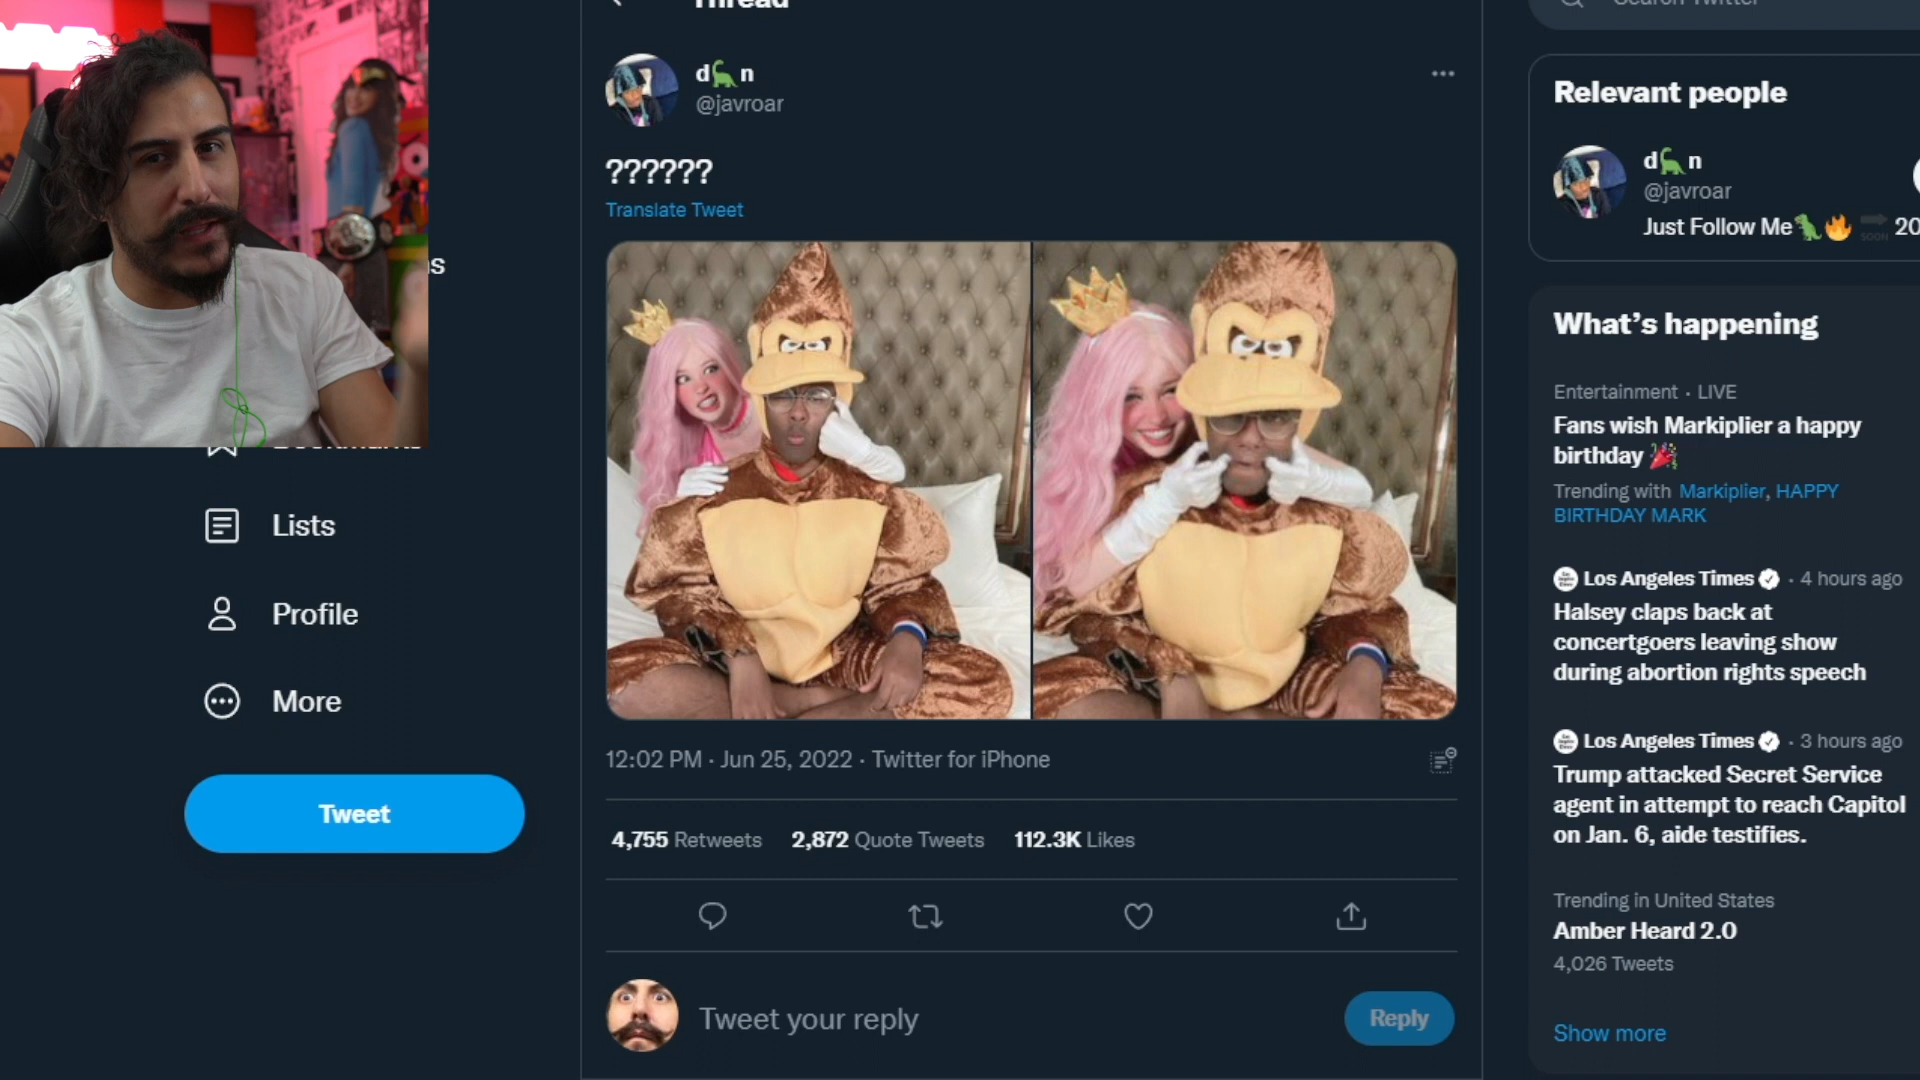 Thread
d🦕n
@javroar
??????
Translate Tweet
12:02 PM · Jun 25, 2022 · Twitter for iPhone
4,755 Retweets 2,872 Quote Tweets 112.3K Likes
Tweet your reply
Reply
s
Bookmarks
Lists
Profile
More
Tweet
Search Twitter
Relevant people
d🦕n
@javroar
Just Follow Me🦖🔥🔜 20
What's happening
Entertainment · LIVE
Fans wish Markiplier a happy
birthday 🎉
Trending with Markiplier, HAPPY
BIRTHDAY MARK
Los Angeles Times · 4 hours ago
Halsey claps back at
concertgoers leaving show
during abortion rights speech
Los Angeles Times · 3 hours ago
Trump attacked Secret Service
agent in attempt to reach Capitol
on Jan. 6, aide testifies.
Trending in United States
Amber Heard 2.0
4,026 Tweets
Show more